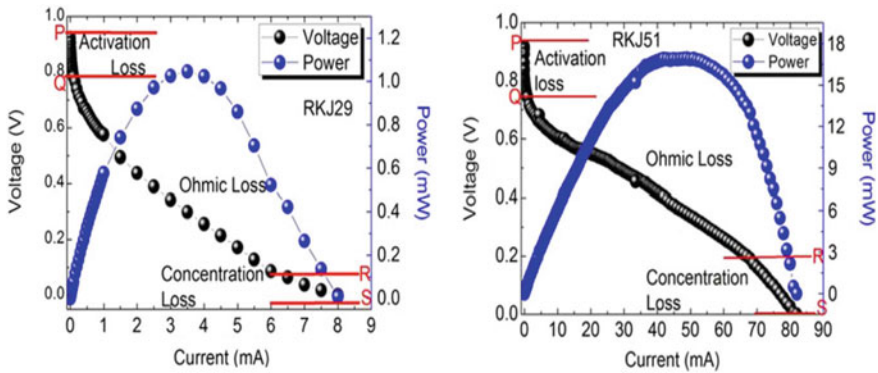 P
Activation
Loss
Q
Voltage
Power
RKJ29
Ohmic Loss
Concentration
Loss
R
S
1.0
0.8
0.6
0.4
0.2
0.0
Voltage (V)
1.2
1.0
0.8
0.6
0.4
0.2
0.0
Power (mW)
0 1 2 3 4 5 6 7 8 9
Current (mA)
RKJ51
P
Activation
loss
Q
Voltage
Power
Ohmic Loss
Concentration
Loss
R
S
1.0
0.8
0.6
0.4
0.2
0.0
Voltage (V)
18
15
12
9
6
3
0
Power (mW)
0 10 20 30 40 50 60 70 80 90
Current (mA)